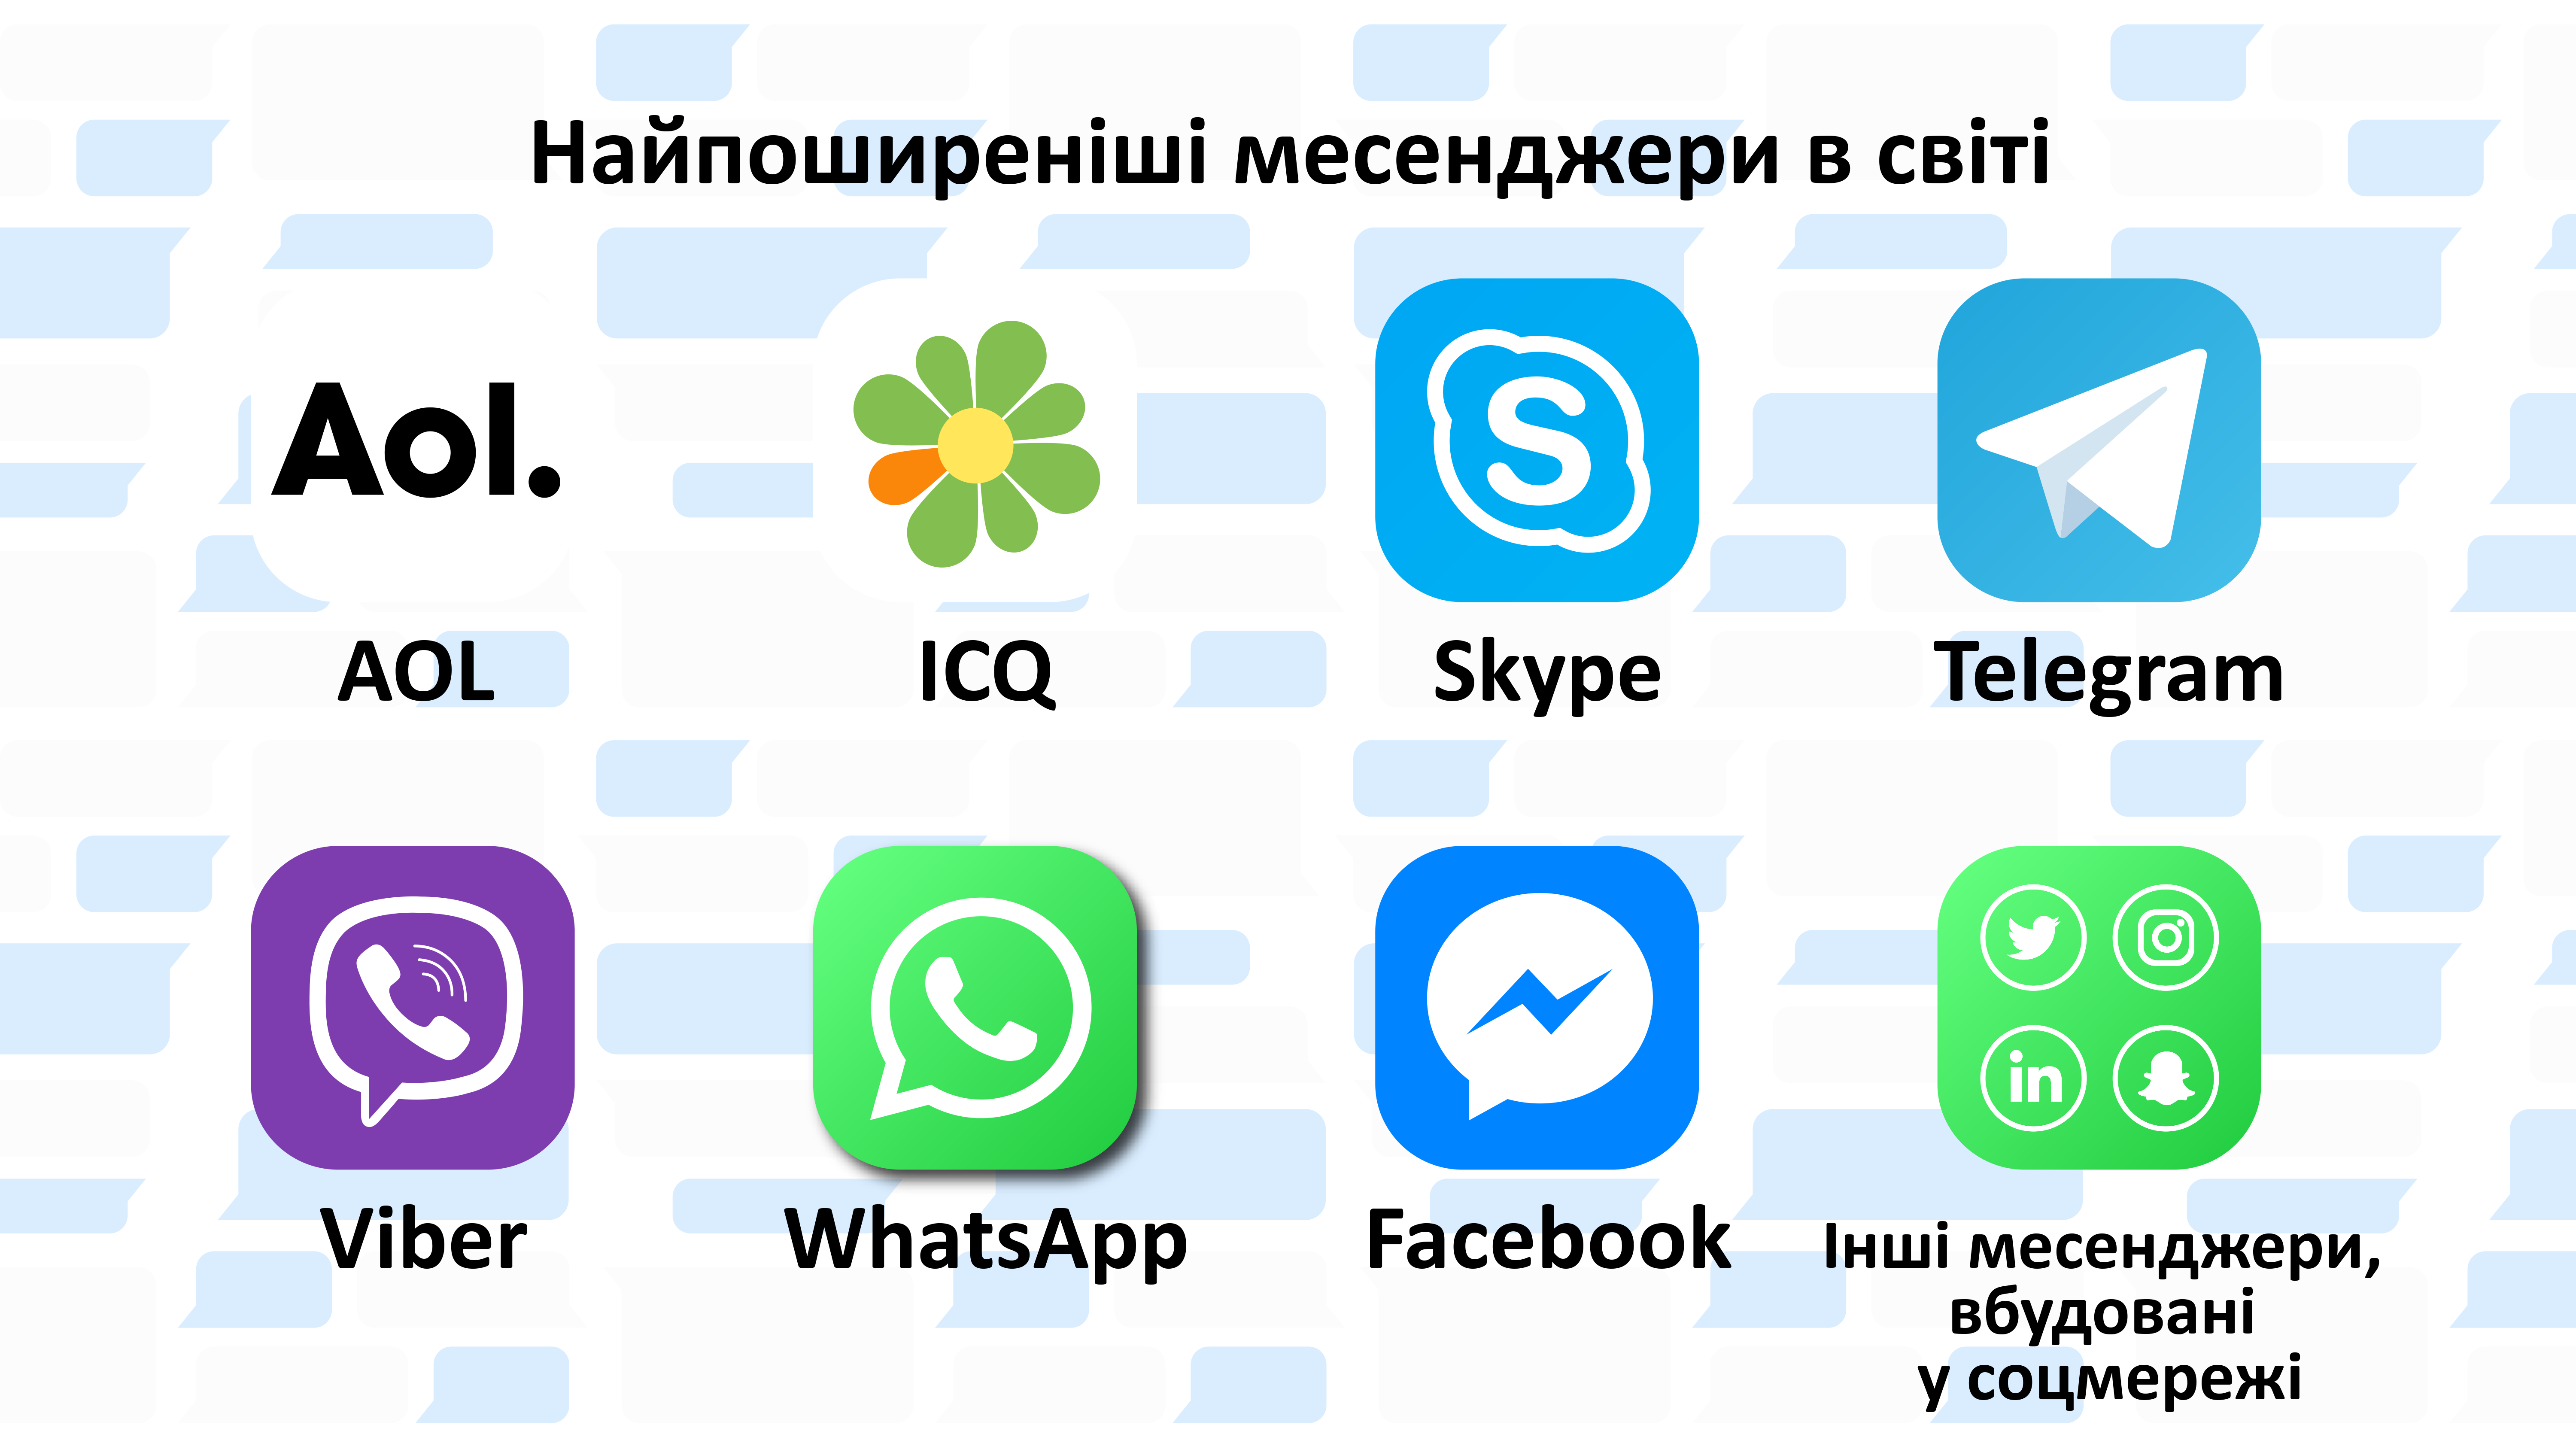 Найпоширеніші месенджери в світі
Aol.
AOL
ICQ
S
Skype
Telegram
Viber
WhatsApp
Facebook
in
Інші месенджери,
вбудовані
у соцмережі